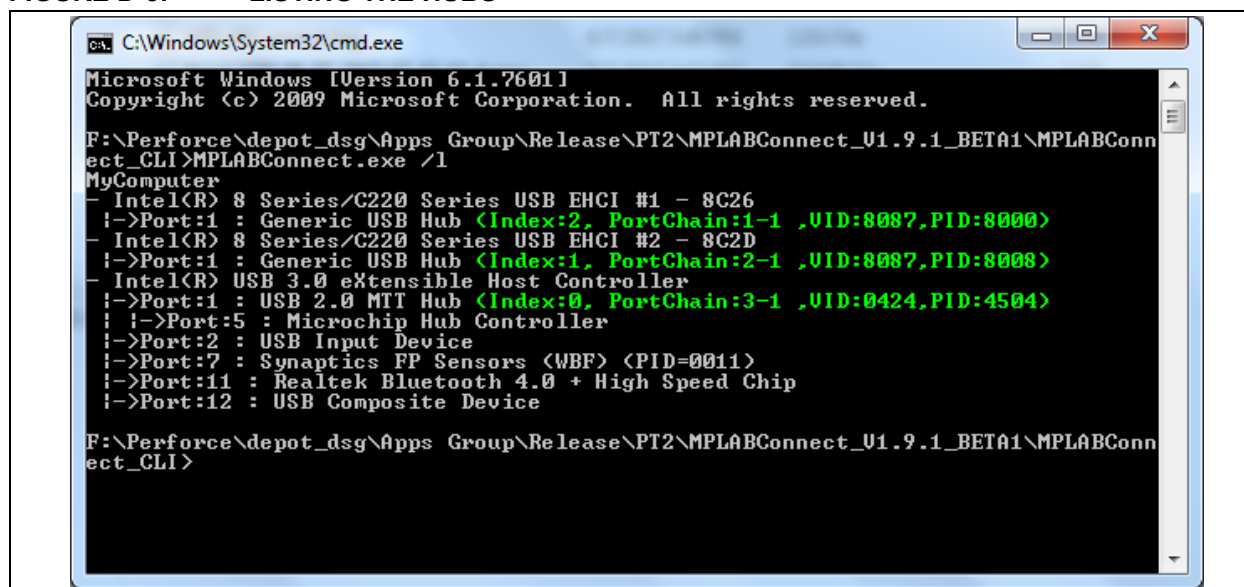 C:\Windows\System32\cmd.exe
Microsoft Windows [Version 6.1.7601]
Copyright (c) 2009 Microsoft Corporation.  All rights reserved.
F:\Perforce\depot_dsg\Apps Group\Release\PT2\MPLABConnect_V1.9.1_BETA1\MPLABConn
ect_CLI>MPLABConnect.exe /l
MyComputer
- Intel(R) 8 Series/C220 Series USB EHCI #1 - 8C26
 |->Port:1 : Generic USB Hub (Index:2, PortChain:1-1 ,VID:8087,PID:8000)
- Intel(R) 8 Series/C220 Series USB EHCI #2 - 8C2D
 |->Port:1 : Generic USB Hub (Index:1, PortChain:2-1 ,VID:8087,PID:8008)
- Intel(R) USB 3.0 eXtensible Host Controller
 |->Port:1 : USB 2.0 MTT Hub (Index:0, PortChain:3-1 ,VID:0424,PID:4504)
 | |->Port:5 : Microchip Hub Controller
 |->Port:2 : USB Input Device
 |->Port:7 : Synaptics FP Sensors (WBF) (PID=0011)
 |->Port:11 : Realtek Bluetooth 4.0 + High Speed Chip
 |->Port:12 : USB Composite Device
F:\Perforce\depot_dsg\Apps Group\Release\PT2\MPLABConnect_V1.9.1_BETA1\MPLABConn
ect_CLI>